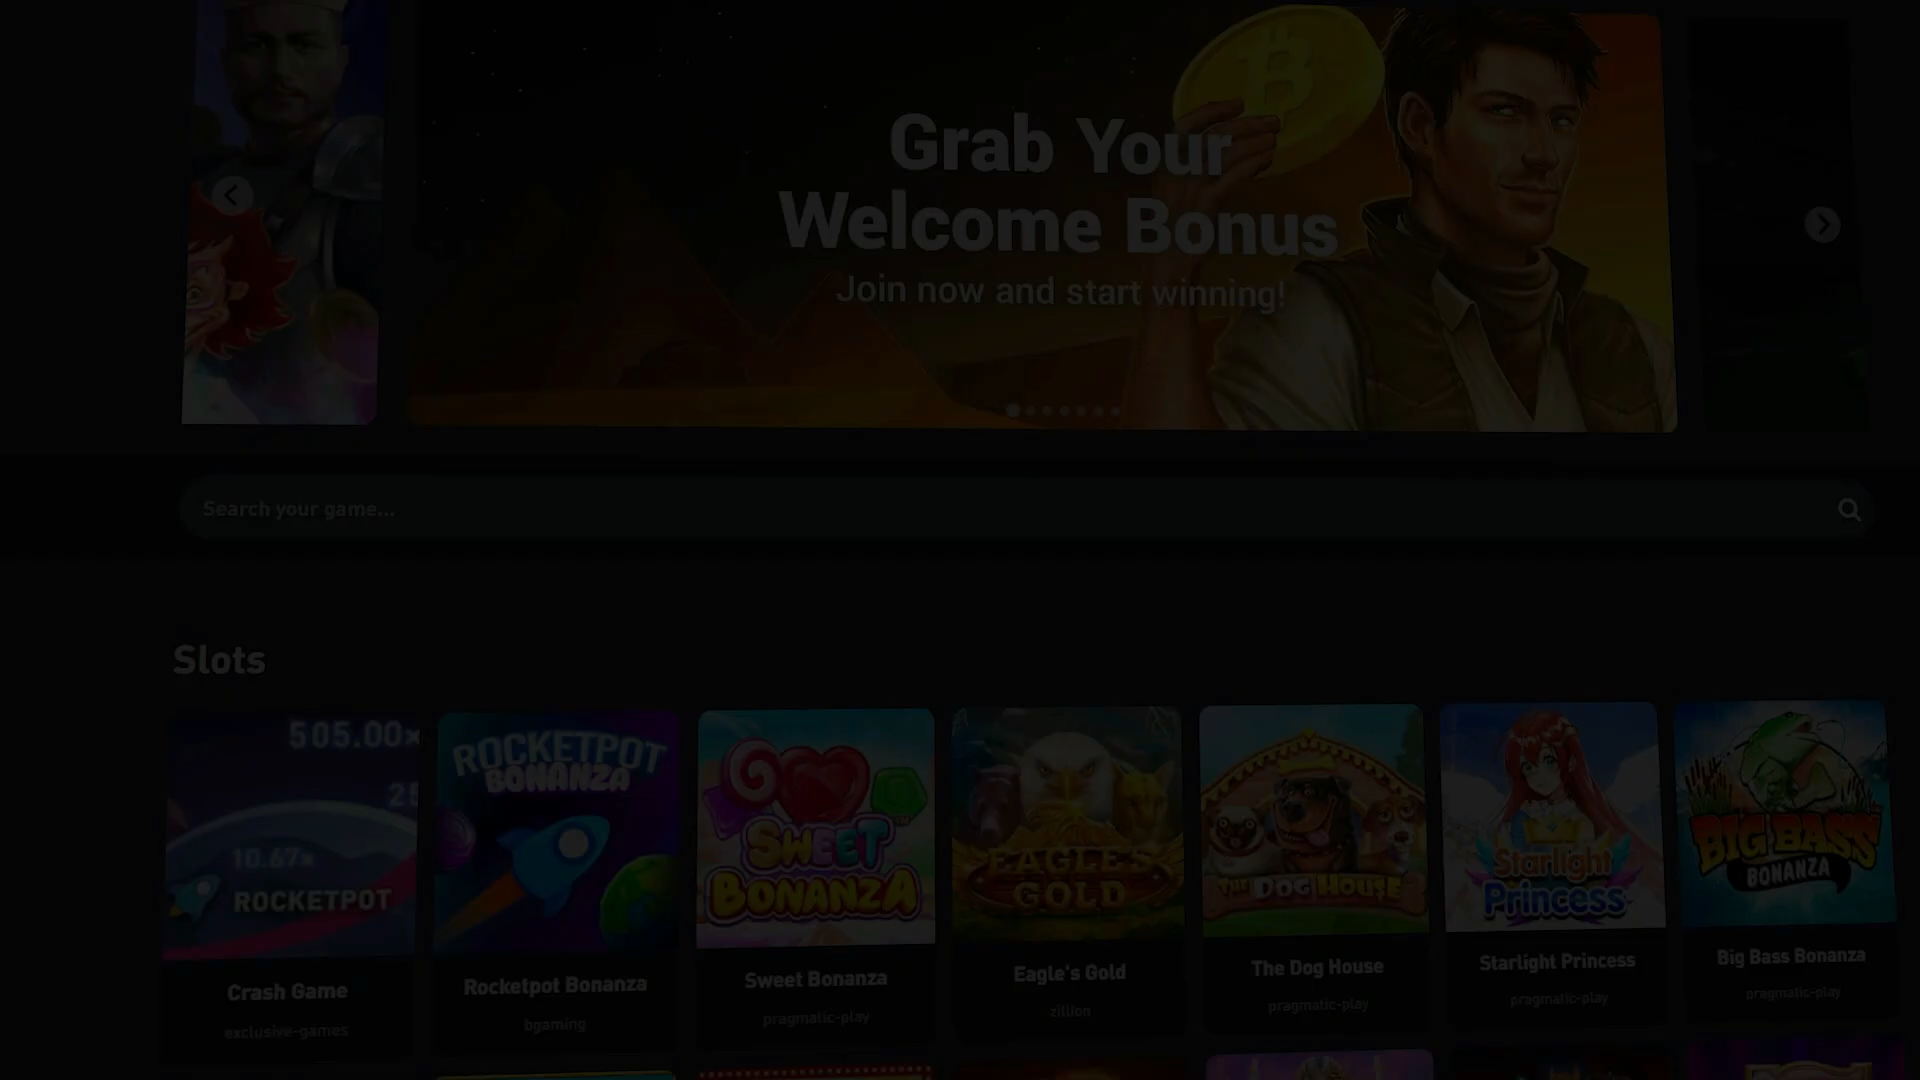 Grab Your
Welcome Bonus
Join now and start winning!
Search your game...
Slots
505.00x
10.67x
ROCKETPOT
Crash Game
exclusive-games
ROCKETPOT
BONANZA
Rocketpot Bonanza
bgaming
SWEET
BONANZA
Sweet Bonanza
pragmatic-play
EAGLES
GOLD
Eagle's Gold
zillion
THE DOG HOUSE
The Dog House
pragmatic-play
Starlight
Princess
Starlight Princess
pragmatic-play
BIG BASS
BONANZA
Big Bass Bonanza
pragmatic-play